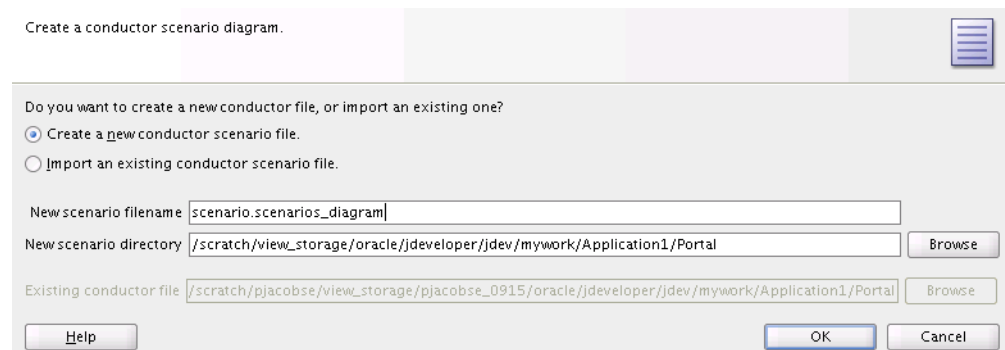 Create a conductor scenario diagram.
Do you want to create a new conductor file, or import an existing one?
Create a new conductor scenario file.
Import an existing conductor scenario file.
New scenario filename scenario.scenarios_diagram
New scenario directory /scratch/view_storage/oracle/jdeveloper/jdev/mywork/Application1/Portal Browse
Existing conductor file /scratch/pjacobse/view_storage/pjacobse_0915/oracle/jdeveloper/jdev/mywork/Application1/Portal Browse
Help OK Cancel